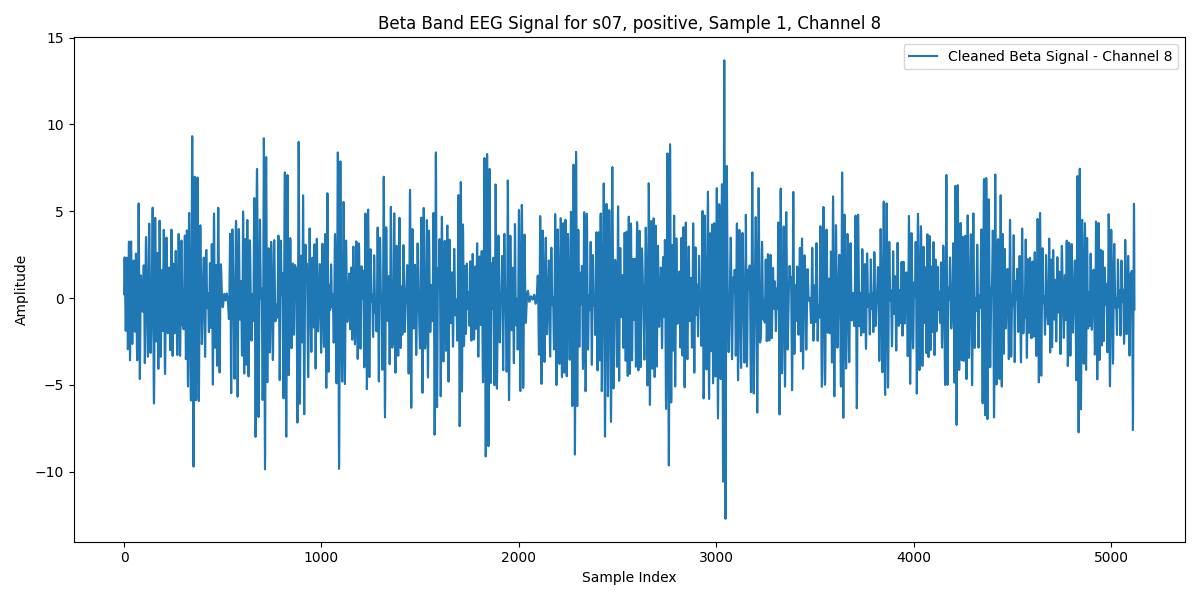 Beta Band EEG Signal for s07, positive, Sample 1, Channel 8
Cleaned Beta Signal - Channel 8
Amplitude
15
10
5
0
−5
−10
0 1000 2000 3000 4000 5000
Sample Index